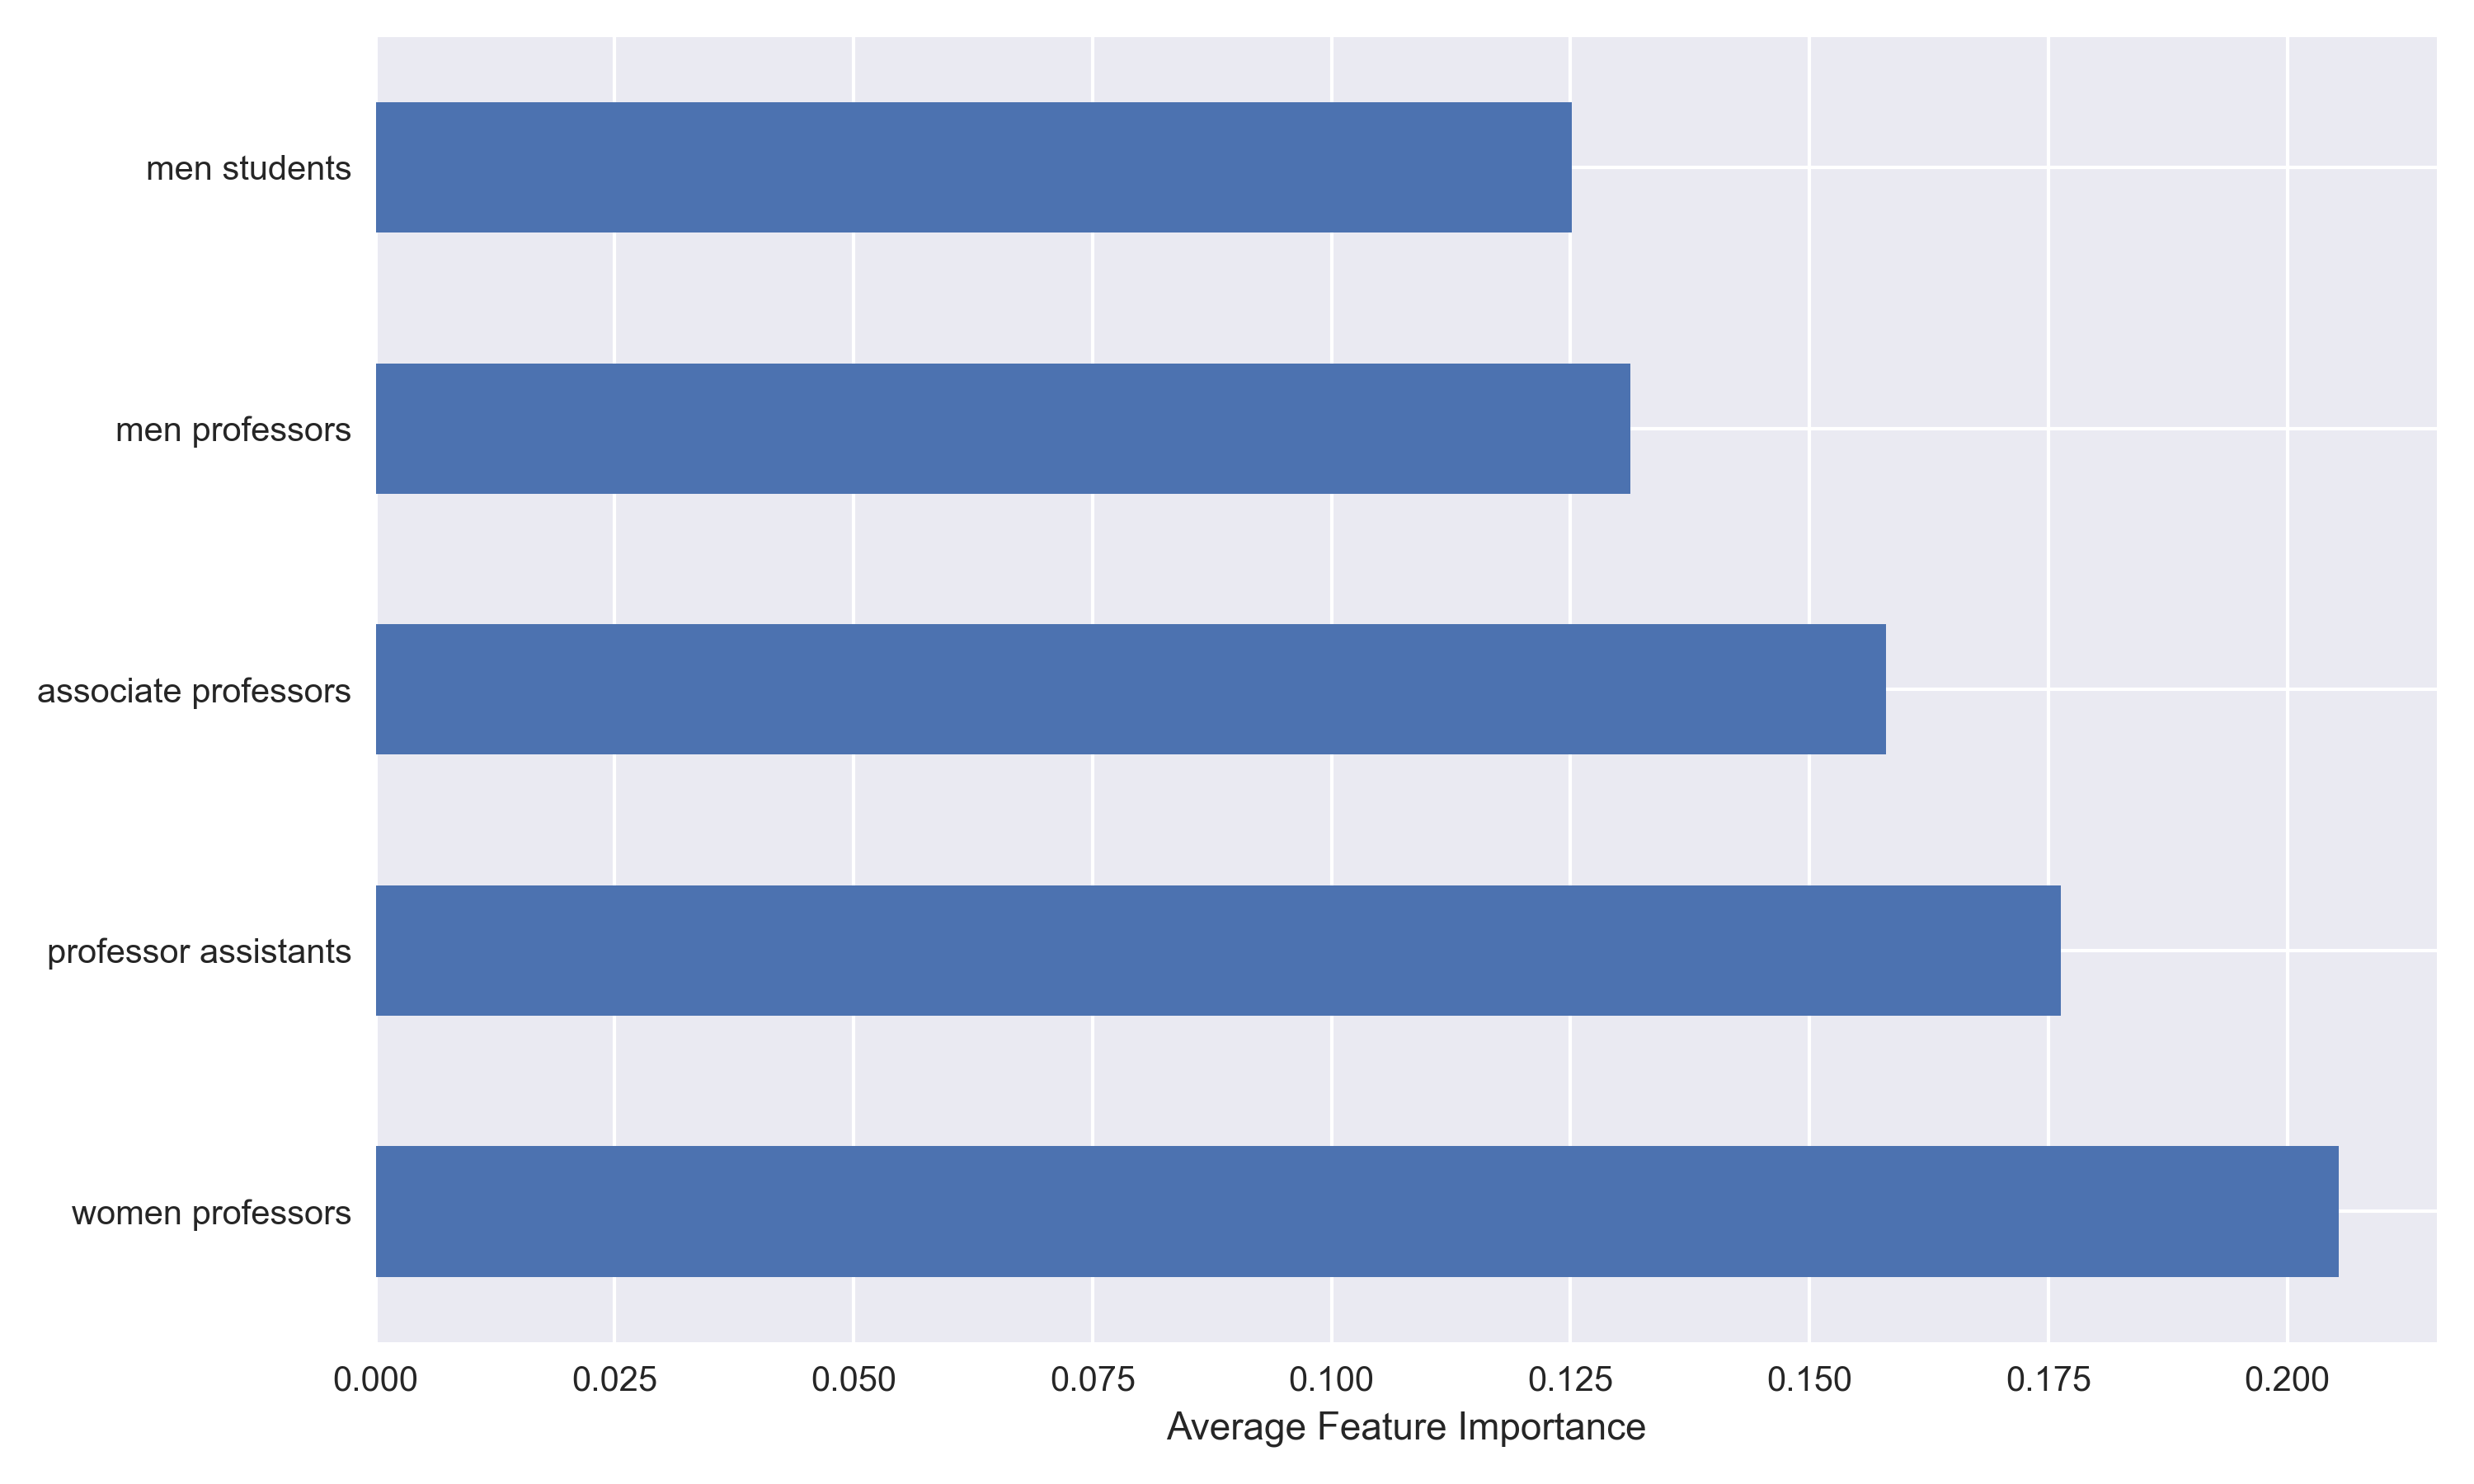 men students
men professors
associate professors
professor assistants
women professors
0.000 0.025 0.050 0.075 0.100 0.125 0.150 0.175 0.200
Average Feature Importance